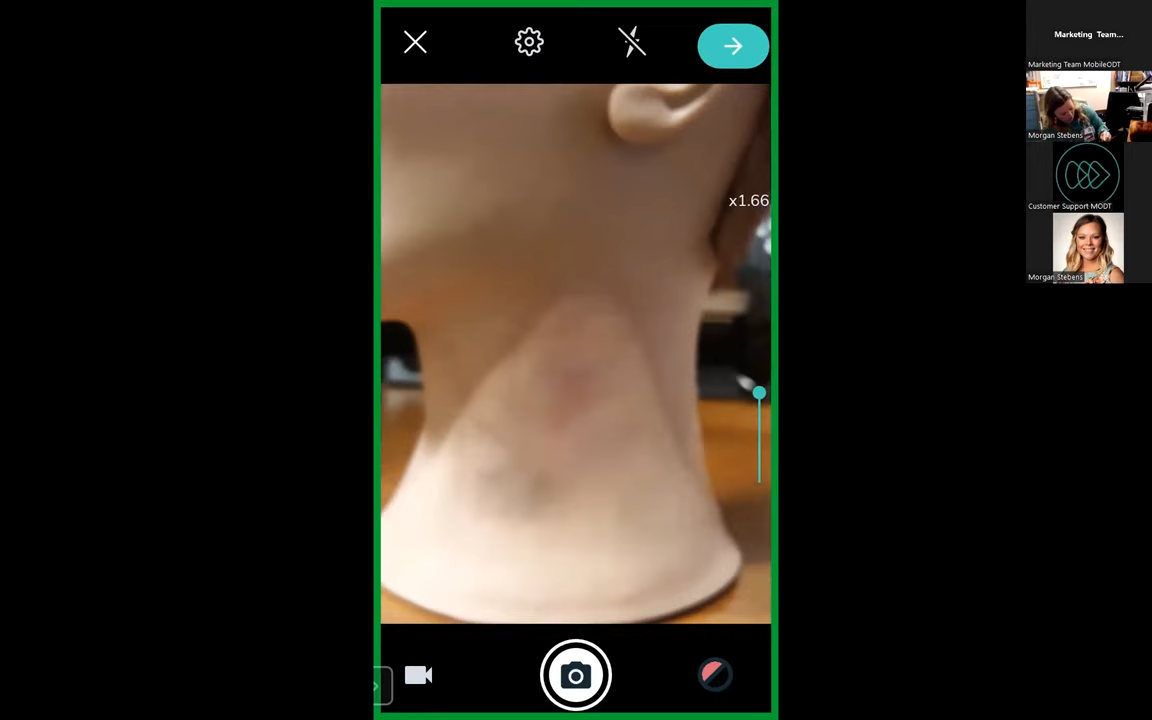 x1.66
Marketing Team...
Marketing Team MobileODT
Morgan Stebens
Customer Support MODT
Morgan Stebens